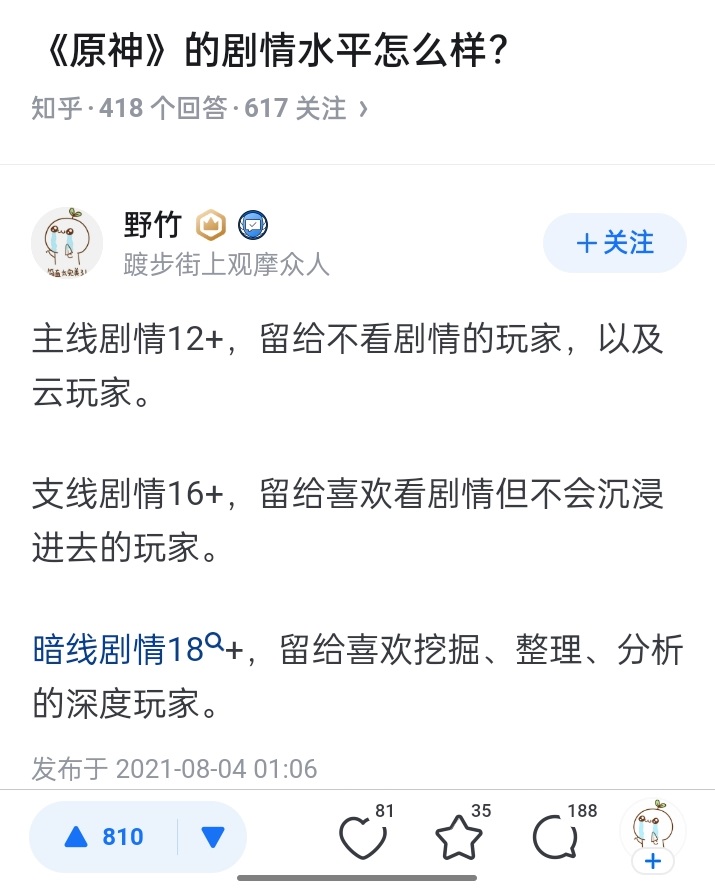 《原神》的剧情水平怎么样？
知乎·418 个回答·617 关注 ›
野竹
踱步街上观摩众人
＋关注
主线剧情12+，留给不看剧情的玩家，以及
云玩家。
支线剧情16+，留给喜欢看剧情但不会沉浸
进去的玩家。
暗线剧情18+，留给喜欢挖掘、整理、分析
的深度玩家。
发布于 2021-08-04 01:06
810
81
35
188